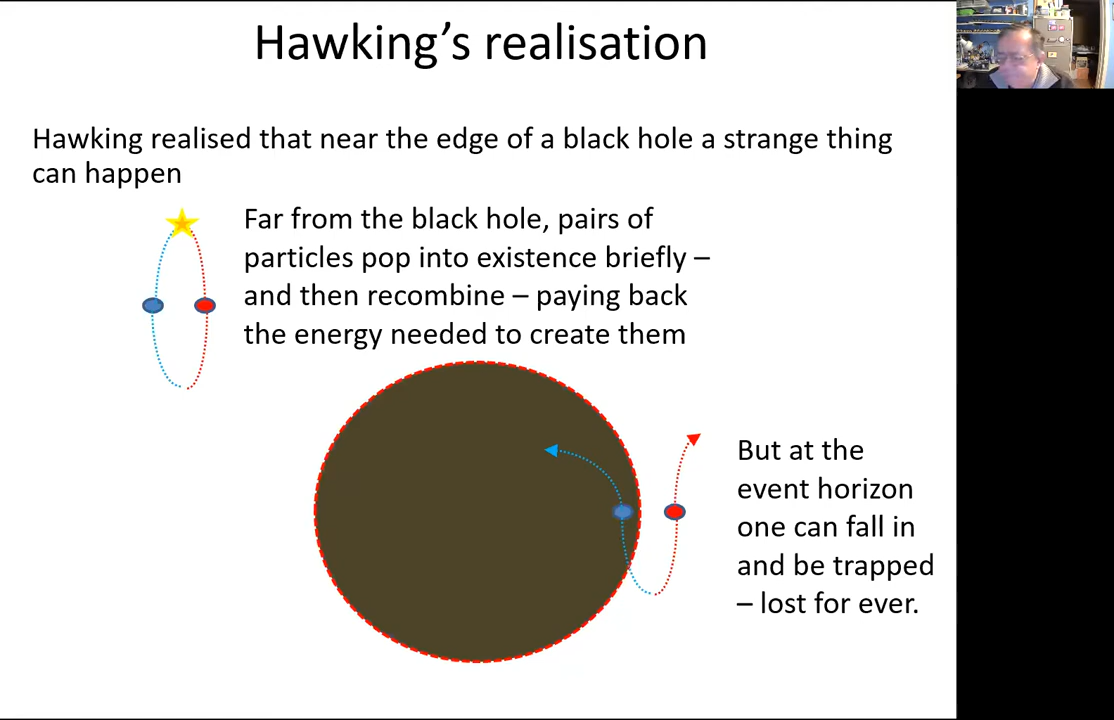 Hawking’s realisation
Hawking realised that near the edge of a black hole a strange thing
can happen
Far from the black hole, pairs of
particles pop into existence briefly –
and then recombine – paying back
the energy needed to create them
But at the
event horizon
one can fall in
and be trapped
– lost for ever.